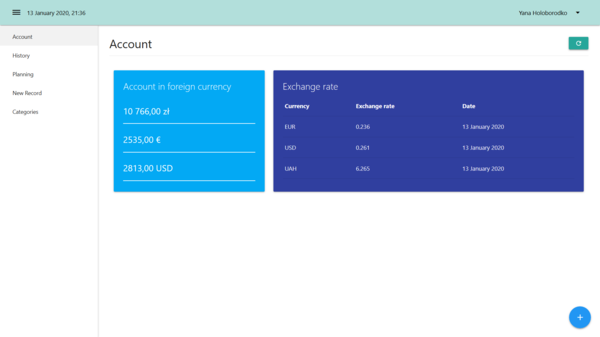 13 January 2020, 21:36
Yana Holoborodko
Account
History
Planning
New Record
Categories
Account
Account in foreign currency
10 766,00 zł
2535,00 €
2813,00 USD
Exchange rate
Currency Exchange rate Date
EUR 0.236 13 January 2020
USD 0.261 13 January 2020
UAH 6.265 13 January 2020